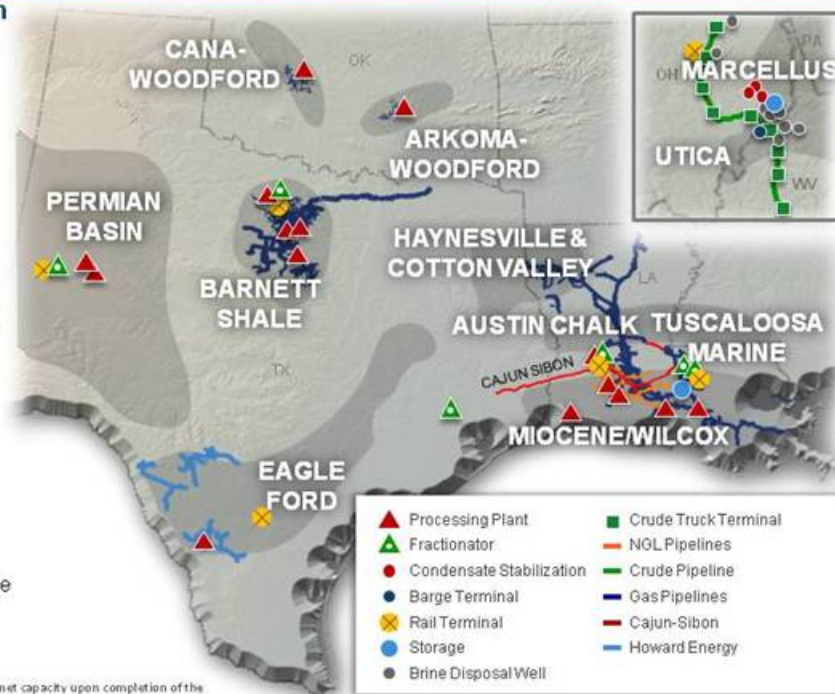 n
CANA-
WOODFORD
OK
ARKOMA-
WOODFORD
PERMIAN
BASIN
BARNETT
SHALE
HAYNESVILLE &
COTTON VALLEY
LA
AUSTIN CHALK
TUSCALOOSA
MARINE
CAJUN SIBON
TX
MIOCENE/WILCOX
EAGLE
FORD
PA
OH
MARCELLUS
UTICA
WV
Processing Plant
Fractionator
Condensate Stabilization
Barge Terminal
Rail Terminal
Storage
Brine Disposal Well
Crude Truck Terminal
NGL Pipelines
Crude Pipeline
Gas Pipelines
Cajun-Sibon
Howard Energy
e
net capacity upon completion of the